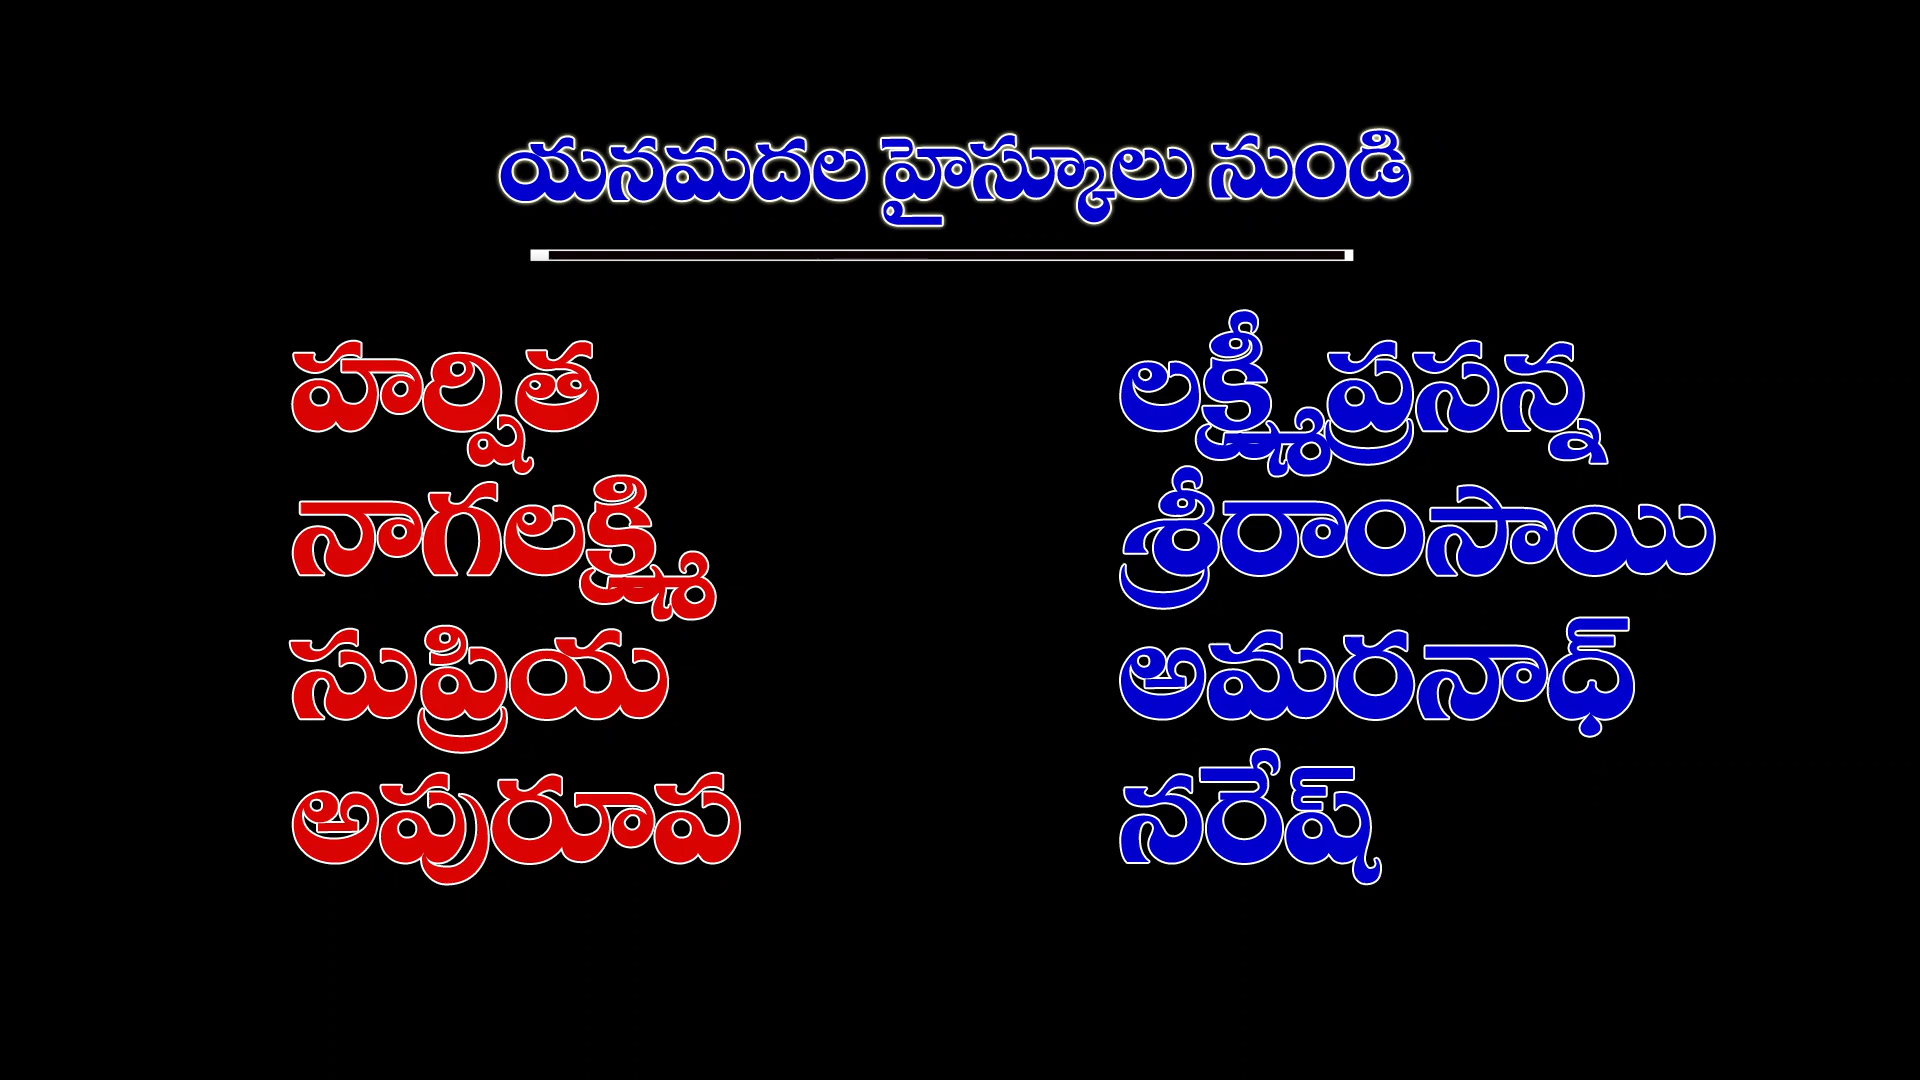 యనమదల హైస్కూలు నుండి
హర్షిత
నాగలక్ష్మి
సుప్రియ
అపురూప
లక్ష్మీప్రసన్న
శ్రీరాంసాయి
అమరనాధ్
నరేష్